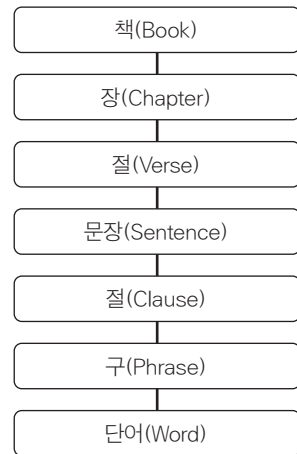 책(Book)
장(Chapter)
절(Verse)
문장(Sentence)
절(Clause)
구(Phrase)
단어(Word)